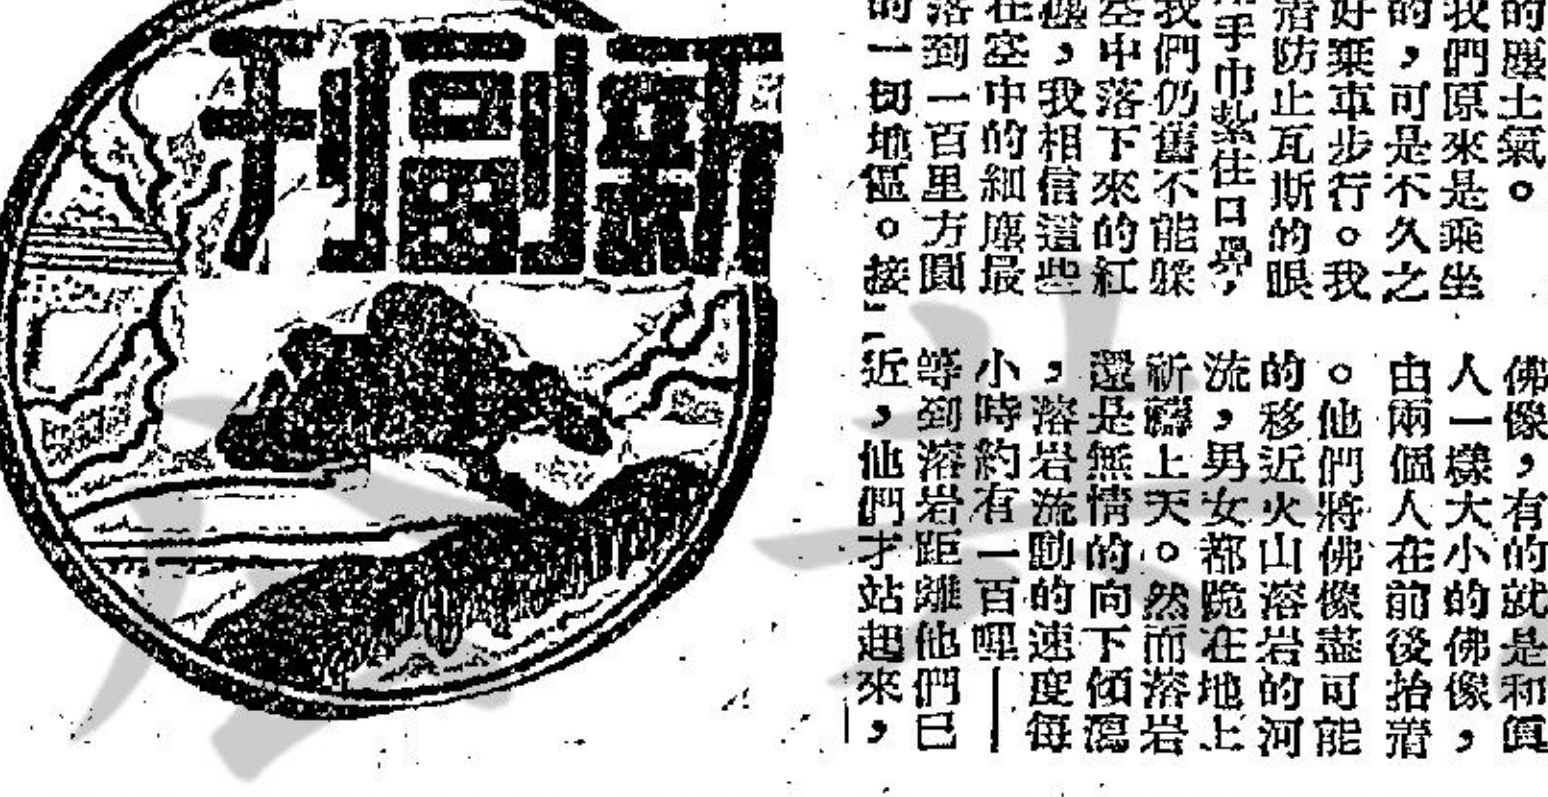 的塵土氣。
我們原來是乘坐
的，可是不久之
好棄車步行。我
着防止瓦斯的眼
手巾紮住口鼻，
我們仍舊不能躲
空中落下來的紅
塵，我相信這些
在空中的細塵最
落到一百里方圓
的一切地區。接
佛像，有的就是和真
人一樣大小的佛像，
由兩個人在前後抬着
。他們將佛像盡可能
的移近火山溶岩的河
流，男女都跪在地上
祈禱上天。然而溶岩
還是無情的向下傾瀉
，溶岩流動的速度每
小時約有一百哩—
等到溶岩距離他們已
近，他們才站起來，
新副刊